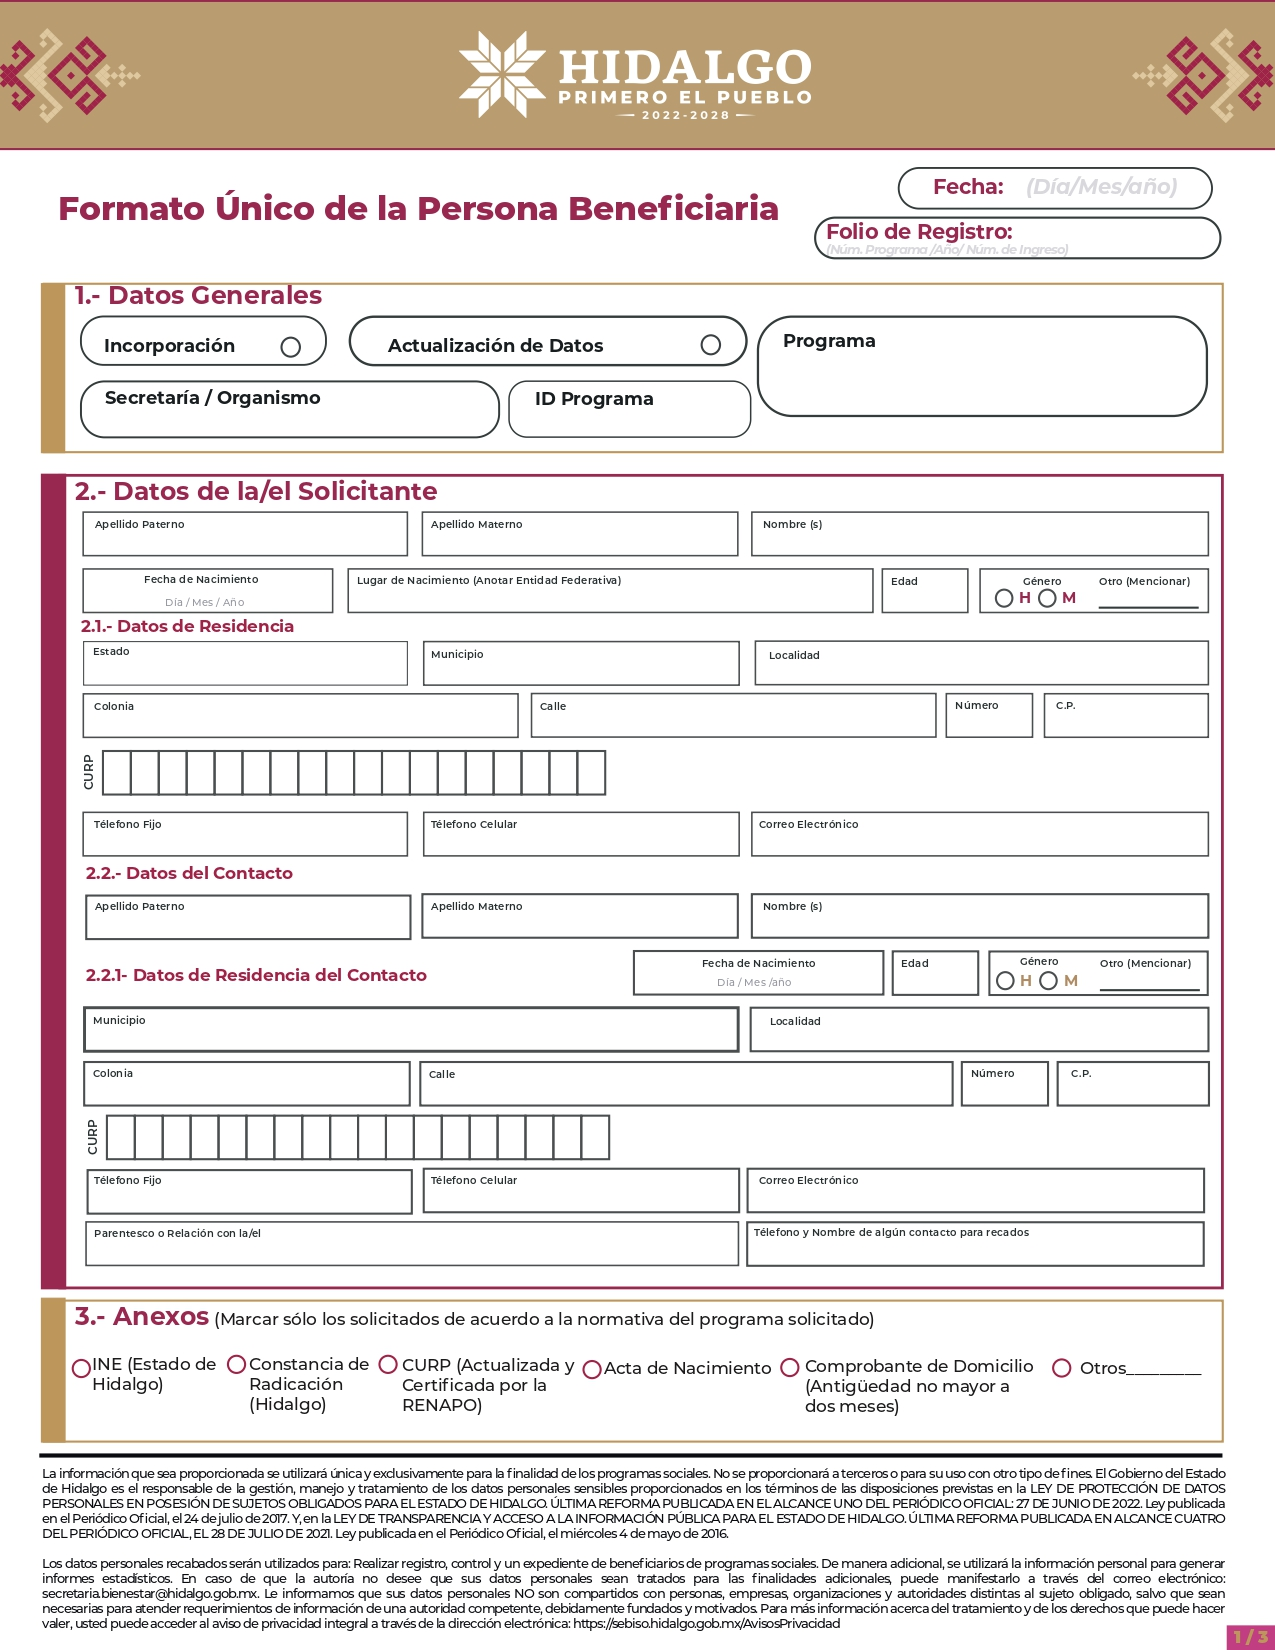 HIDALGO
PRIMERO EL PUEBLO
2022-2028
Formato Único de la Persona Beneficiaria
Fecha: (Día/Mes/año)
Folio de Registro:
(Núm. Programa /Año/ Núm. de Ingreso)
1.- Datos Generales
Incorporación
Actualización de Datos
Programa
Secretaría / Organismo
ID Programa
2.- Datos de la/el Solicitante
Apellido Paterno
Apellido Materno
Nombre (s)
Fecha de Nacimiento
Día / Mes / Año
Lugar de Nacimiento (Anotar Entidad Federativa)
Edad
Género
H M
Otro (Mencionar)
2.1.- Datos de Residencia
Estado
Municipio
Localidad
Colonia
Calle
Número
C.P.
CURP
Télefono Fijo
Télefono Celular
Correo Electrónico
2.2.- Datos del Contacto
Apellido Paterno
Apellido Materno
Nombre (s)
2.2.1- Datos de Residencia del Contacto
Fecha de Nacimiento
Día / Mes /año
Edad
Género
H M
Otro (Mencionar)
Municipio
Localidad
Colonia
Calle
Número
C.P.
CURP
Télefono Fijo
Télefono Celular
Correo Electrónico
Parentesco o Relación con la/el
Télefono y Nombre de algún contacto para recados
3.- Anexos (Marcar sólo los solicitados de acuerdo a la normativa del programa solicitado)
INE (Estado de
Hidalgo)
Constancia de
Radicación
(Hidalgo)
CURP (Actualizada y
Certificada por la
RENAPO)
Acta de Nacimiento
Comprobante de Domicilio
(Antigüedad no mayor a
dos meses)
Otros________
La información que sea proporcionada se utilizará única y exclusivamente para la finalidad de los programas sociales. No se proporcionará a terceros o para su uso con otro tipo de fines. El Gobierno del Estado
de Hidalgo es el responsable de la gestión, manejo y tratamiento de los datos personales sensibles proporcionados en los términos de las disposiciones previstas en la LEY DE PROTECCIÓN DE DATOS
PERSONALES EN POSESIÓN DE SUJETOS OBLIGADOS PARA EL ESTADO DE HIDALGO. ÚLTIMA REFORMA PUBLICADA EN EL ALCANCE UNO DEL PERIÓDICO OFICIAL: 27 DE JUNIO DE 2022. Ley publicada
en el Periódico Oficial, el 24 de julio de 2017. Y, en la LEY DE TRANSPARENCIA Y ACCESO A LA INFORMACIÓN PÚBLICA PARA EL ESTADO DE HIDALGO. ÚLTIMA REFORMA PUBLICADA EN ALCANCE CUATRO
DEL PERIÓDICO OFICIAL, EL 28 DE JULIO DE 2021. Ley publicada en el Periódico Oficial, el miércoles 4 de mayo de 2016.
Los datos personales recabados serán utilizados para: Realizar registro, control y un expediente de beneficiarios de programas sociales. De manera adicional, se utilizará la información personal para generar
informes estadísticos. En caso de que la autoría no desee que sus datos personales sean tratados para las finalidades adicionales, puede manifestarlo a través del correo electrónico:
secretaria.bienestar@hidalgo.gob.mx. Le informamos que sus datos personales NO son compartidos con personas, empresas, organizaciones y autoridades distintas al sujeto obligado, salvo que sean
necesarias para atender requerimientos de información de una autoridad competente, debidamente fundados y motivados. Para más información acerca del tratamiento y de los derechos que puede hacer
valer, usted puede acceder al aviso de privacidad integral a través de la dirección electrónica: https://sebiso.hidalgo.gob.mx/AvisosPrivacidad
1 / 3